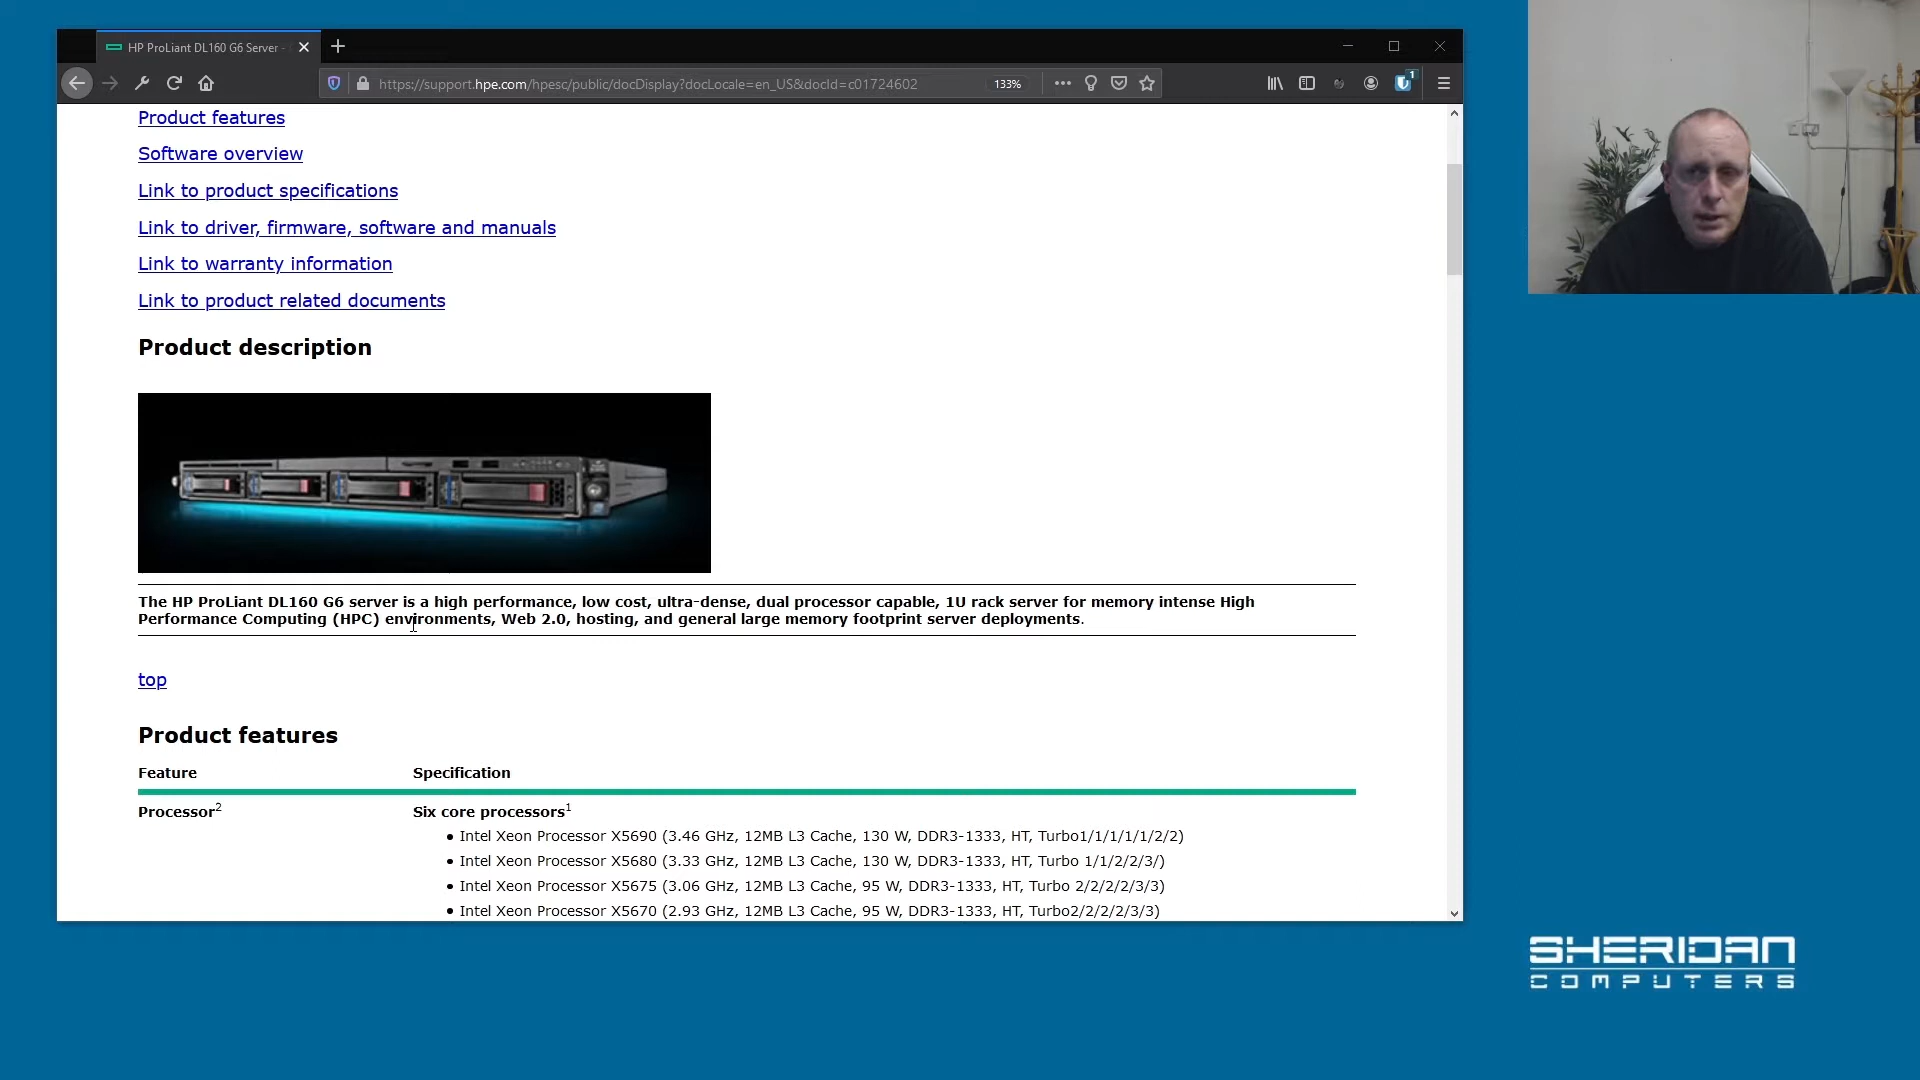 HP ProLiant DL160 G6 Server -
https://support.hpe.com/hpesc/public/docDisplay?docLocale=en_US&docId=c01724602
133%
1
Product features
Software overview
Link to product specifications
Link to driver, firmware, software and manuals
Link to warranty information
Link to product related documents
Product description
The HP ProLiant DL160 G6 server is a high performance, low cost, ultra-dense, dual processor capable, 1U rack server for memory intense High
Performance Computing (HPC) environments, Web 2.0, hosting, and general large memory footprint server deployments.
top
Product features
Feature Specification
Processor2 Six core processors1
• Intel Xeon Processor X5690 (3.46 GHz, 12MB L3 Cache, 130 W, DDR3-1333, HT, Turbo1/1/1/1/1/2/2)
• Intel Xeon Processor X5680 (3.33 GHz, 12MB L3 Cache, 130 W, DDR3-1333, HT, Turbo 1/1/2/2/3/)
• Intel Xeon Processor X5675 (3.06 GHz, 12MB L3 Cache, 95 W, DDR3-1333, HT, Turbo 2/2/2/2/3/3)
• Intel Xeon Processor X5670 (2.93 GHz, 12MB L3 Cache, 95 W, DDR3-1333, HT, Turbo2/2/2/2/3/3)
SHERIDAN
COMPUTERS